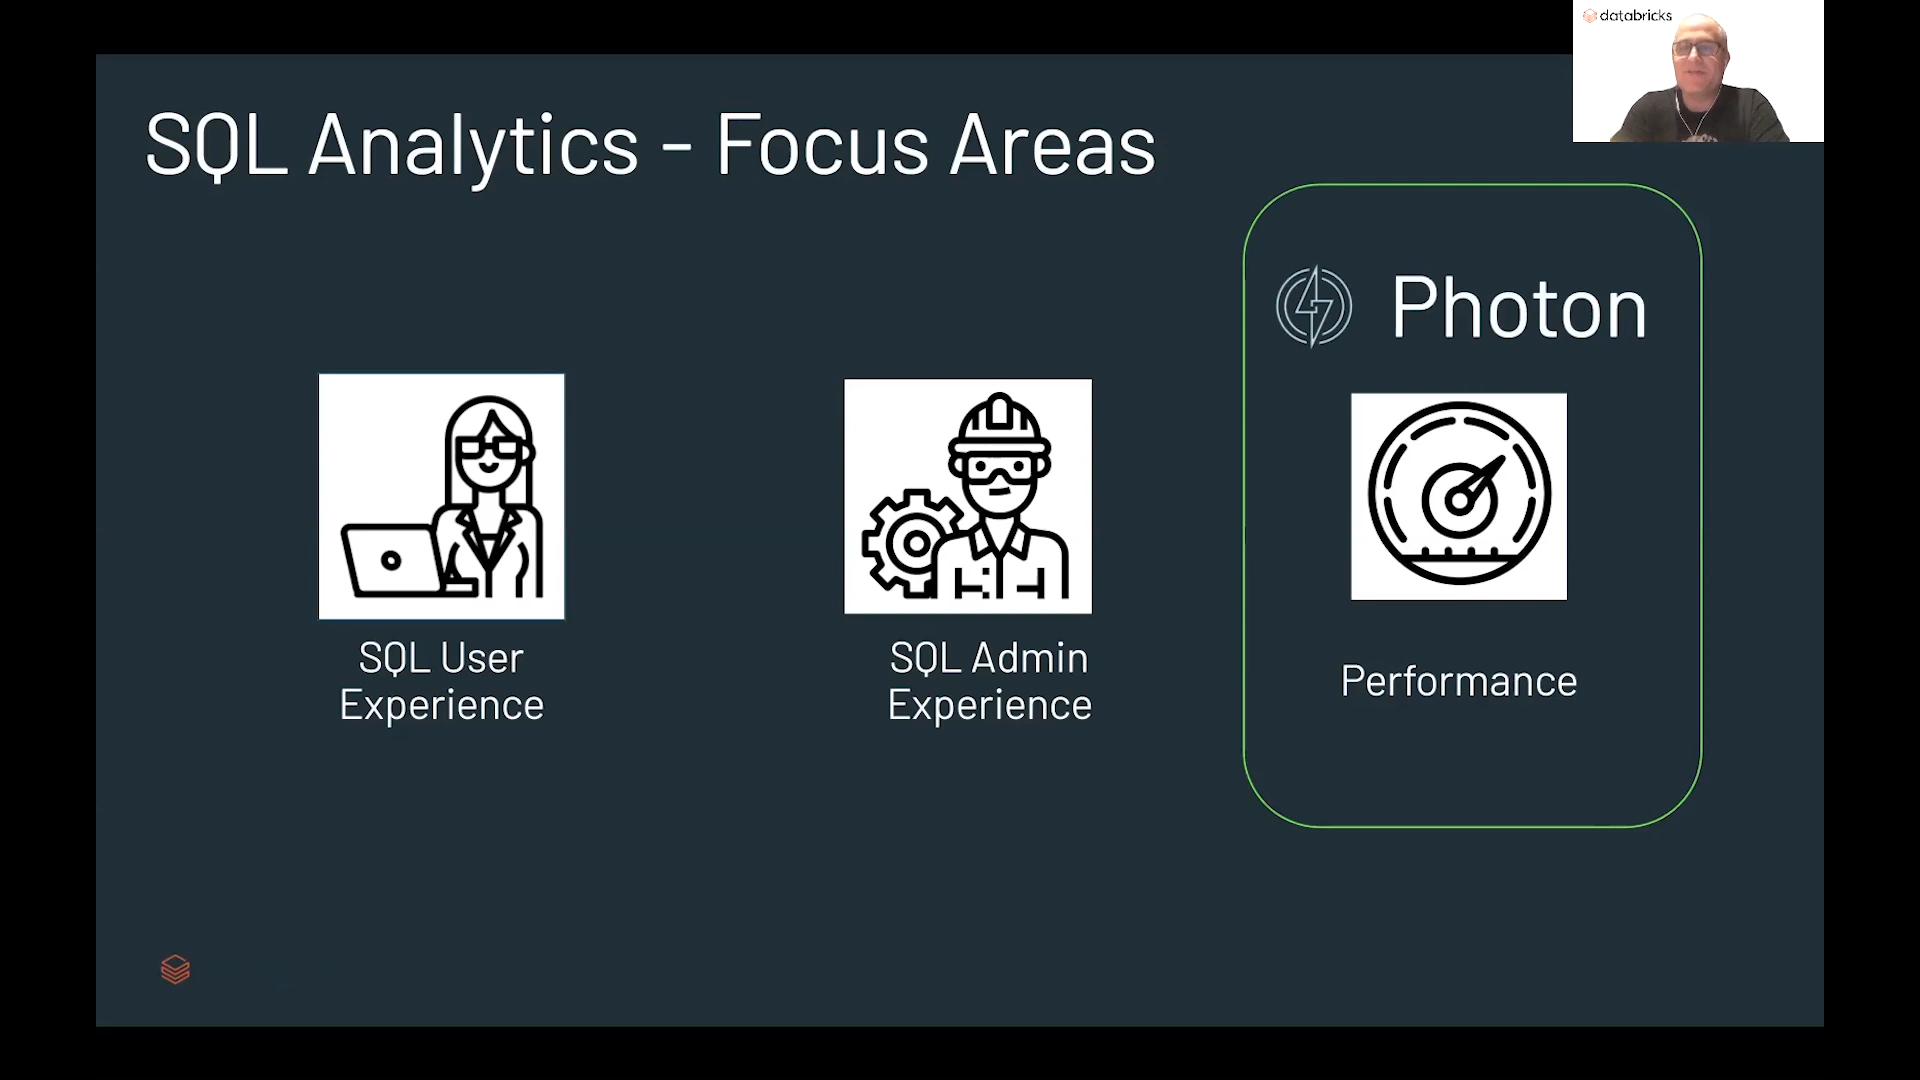 databricks
SQL Analytics - Focus Areas
Photon
SQL User
Experience
SQL Admin
Experience
Performance